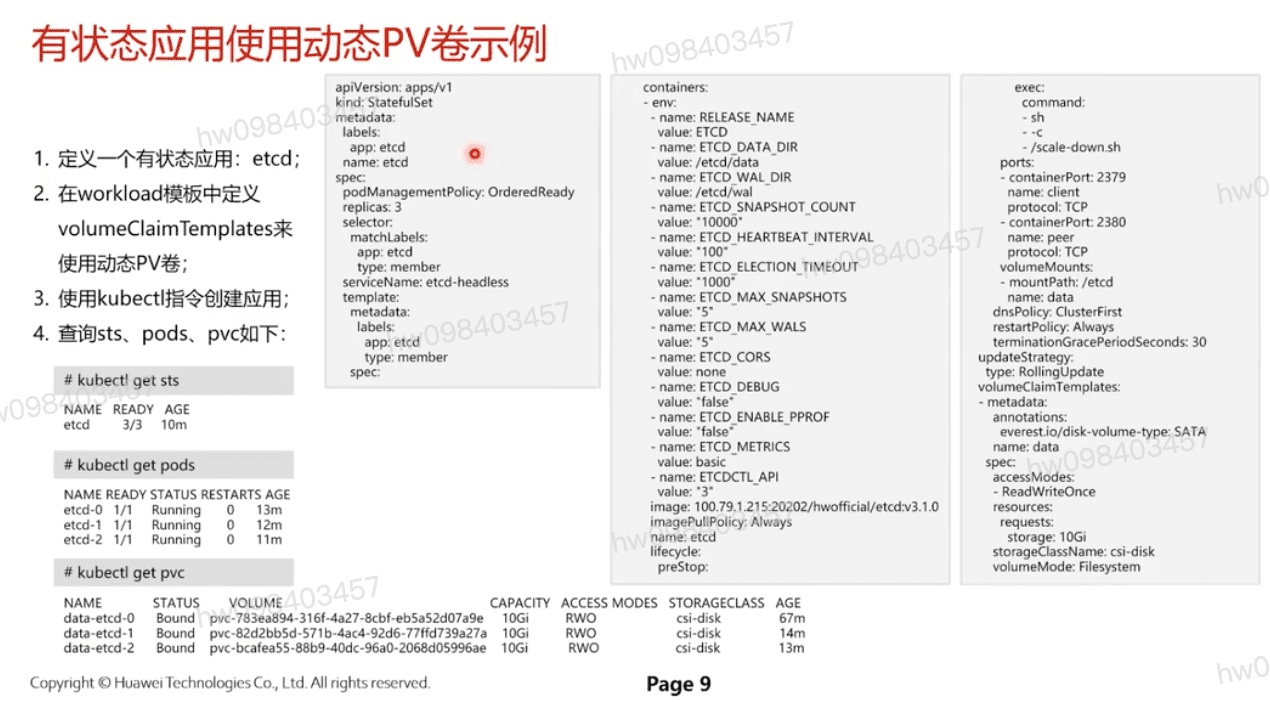 有状态应用使用动态PV卷示例
1. 定义一个有状态应用：etcd；
2. 在workload模板中定义
volumeClaimTemplates来
使用动态PV卷；
3. 使用kubectl指令创建应用；
4. 查询sts、pods、pvc如下：
# kubectl get sts
NAME READY AGE
etcd 3/3 10m
# kubectl get pods
NAME READY STATUS RESTARTS AGE
etcd-0 1/1 Running 0 13m
etcd-1 1/1 Running 0 12m
etcd-2 1/1 Running 0 11m
# kubectl get pvc
NAME STATUS VOLUME CAPACITY ACCESS MODES STORAGECLASS AGE
data-etcd-0 Bound pvc-783ea894-316f-4a27-8cbf-eb5a52d07a9e 10Gi RWO csi-disk 67m
data-etcd-1 Bound pvc-82d2bb5d-571b-4ac4-92d6-77ffd739a27a 10Gi RWO csi-disk 14m
data-etcd-2 Bound pvc-bcafea55-88b9-40dc-96a0-2068d05996ae 10Gi RWO csi-disk 13m
apiVersion: apps/v1
kind: StatefulSet
metadata:
labels:
app: etcd
name: etcd
spec:
podManagementPolicy: OrderedReady
replicas: 3
selector:
matchLabels:
app: etcd
type: member
serviceName: etcd-headless
template:
metadata:
labels:
app: etcd
type: member
spec:
containers:
- env:
- name: RELEASE_NAME
value: ETCD
- name: ETCD_DATA_DIR
value: /etcd/data
- name: ETCD_WAL_DIR
value: /etcd/wal
- name: ETCD_SNAPSHOT_COUNT
value: "10000"
- name: ETCD_HEARTBEAT_INTERVAL
value: "100"
- name: ETCD_ELECTION_TIMEOUT
value: "1000"
- name: ETCD_MAX_SNAPSHOTS
value: "5"
- name: ETCD_MAX_WALS
value: "5"
- name: ETCD_CORS
value: none
- name: ETCD_DEBUG
value: "false"
- name: ETCD_ENABLE_PPROF
value: "false"
- name: ETCD_METRICS
value: basic
- name: ETCDCTL_API
value: "3"
image: 100.79.1.215:20202/hwofficial/etcd:v3.1.0
imagePullPolicy: Always
name: etcd
lifecycle:
preStop:
exec:
command:
- sh
- -c
- /scale-down.sh
ports:
- containerPort: 2379
name: client
protocol: TCP
- containerPort: 2380
name: peer
protocol: TCP
volumeMounts:
- mountPath: /etcd
name: data
dnsPolicy: ClusterFirst
restartPolicy: Always
terminationGracePeriodSeconds: 30
updateStrategy:
type: RollingUpdate
volumeClaimTemplates:
- metadata:
annotations:
everest.io/disk-volume-type: SATA
name: data
spec:
accessModes:
- ReadWriteOnce
resources:
requests:
storage: 10Gi
storageClassName: csi-disk
volumeMode: Filesystem
Copyright © Huawei Technologies Co., Ltd. All rights reserved.
Page 9
hw098403457
hw098403457
hw098403457
hw098403457
hw098403457
hw098403457
hw098403457
hw098403457